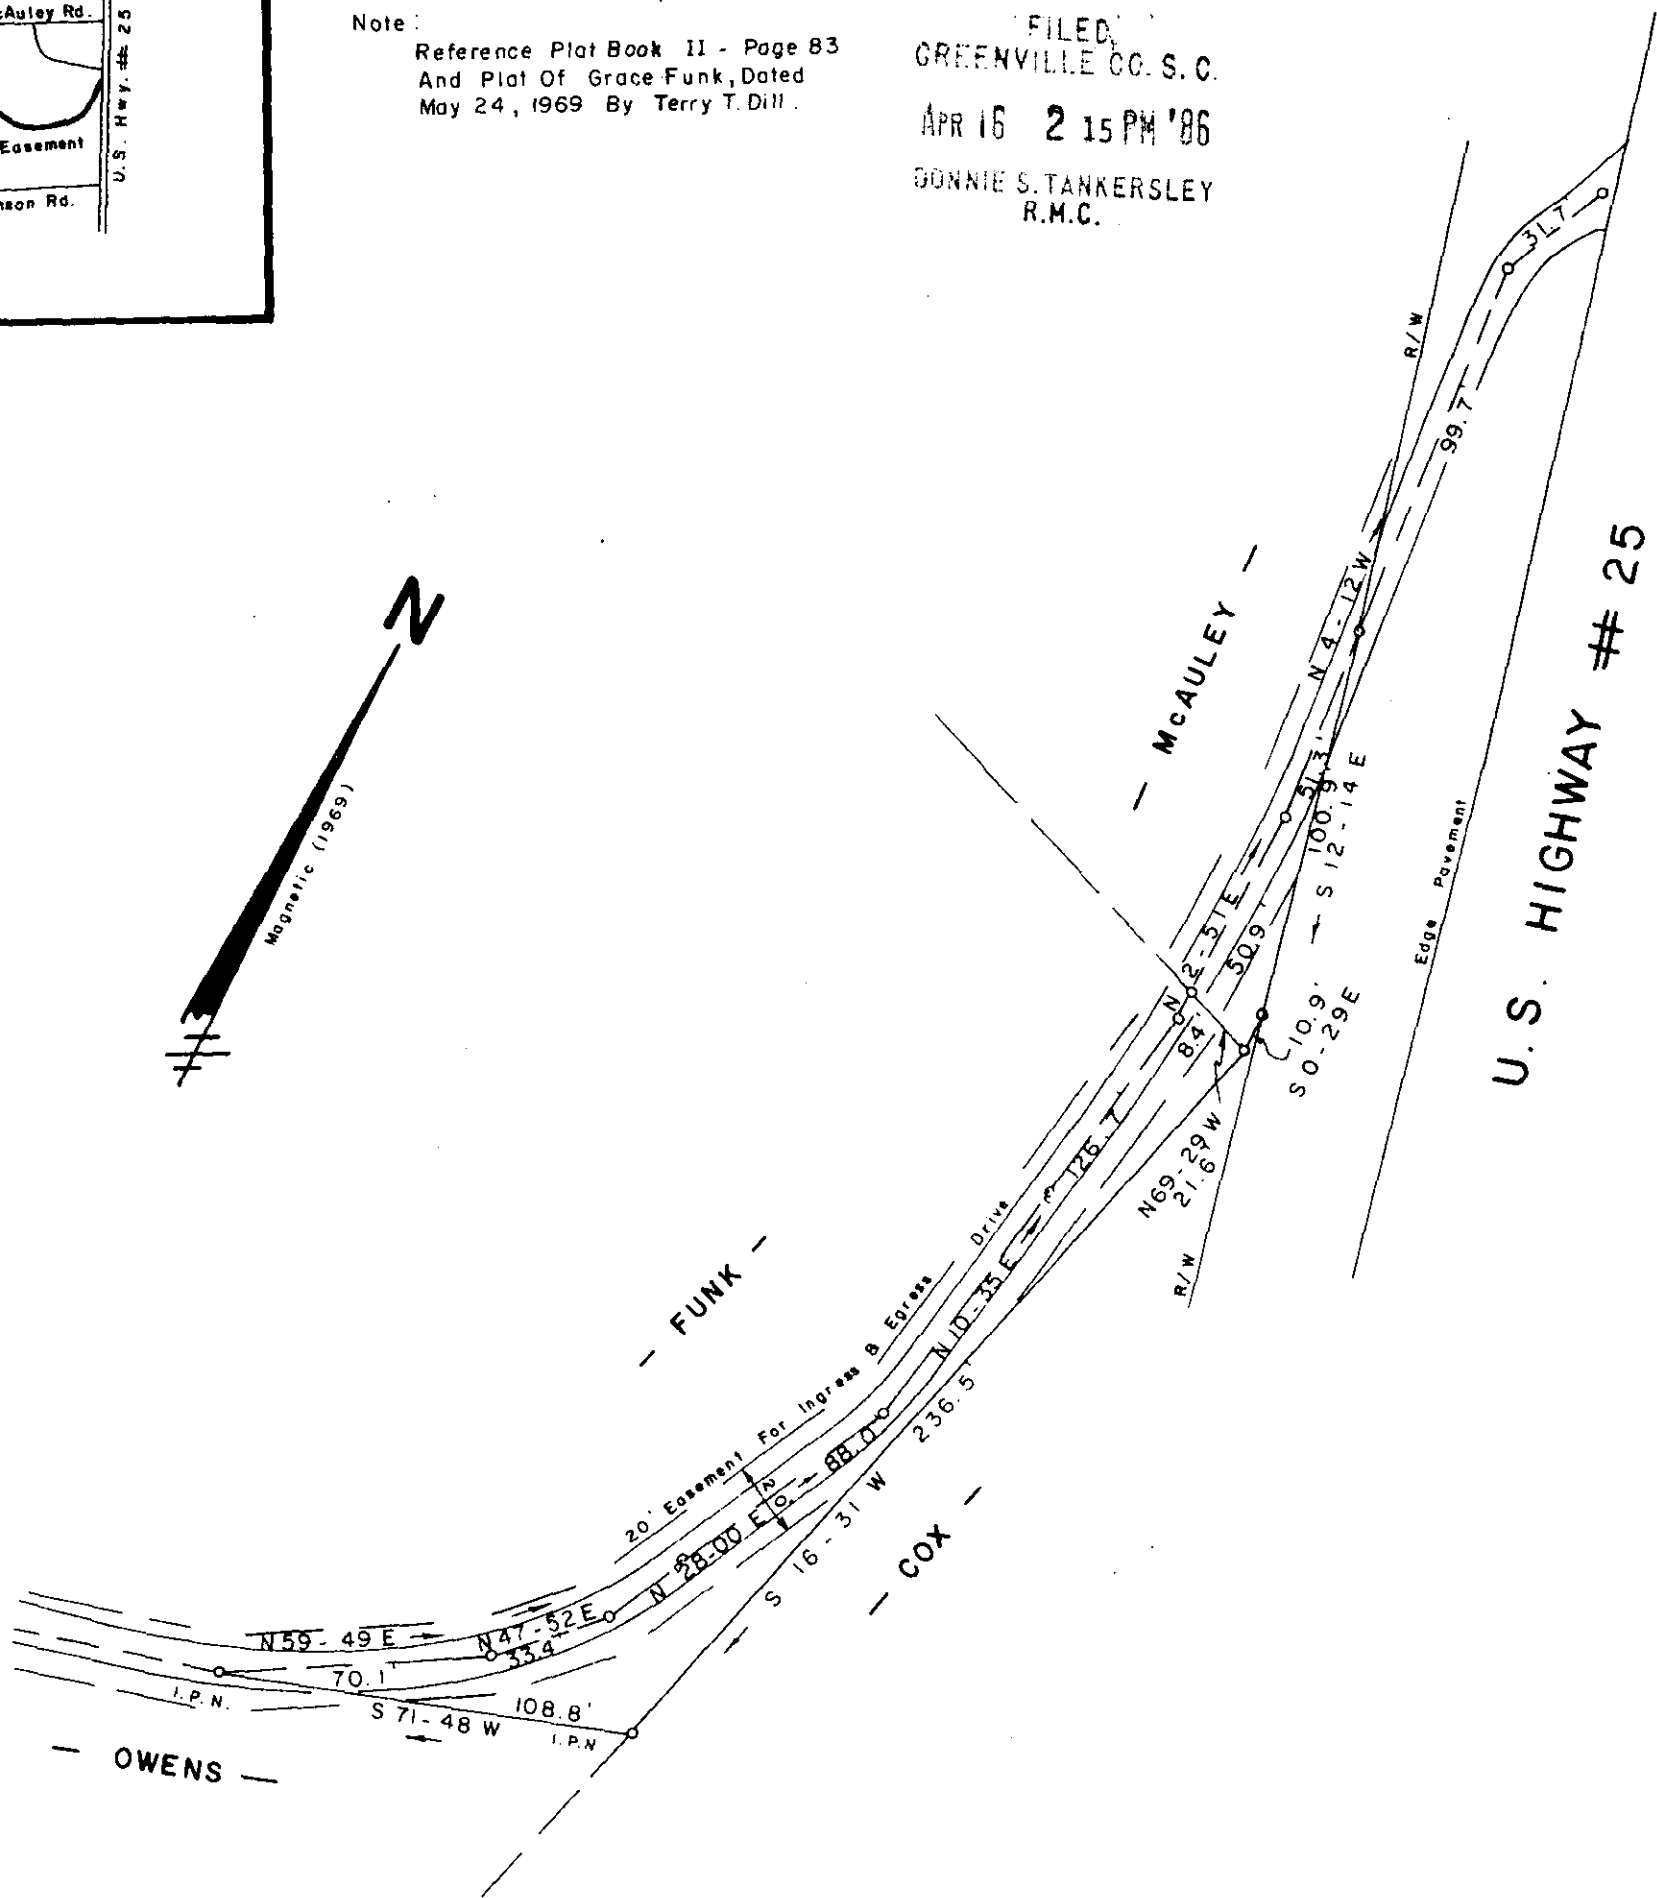 Auley Rd.
U.S. Hwy. # 25
Easement
nson Rd.
Note :
Reference Plat Book II - Page 83
And Plat Of Grace Funk, Dated
May 24, 1969 By Terry T. Dill.
FILED
GREENVILLE CO. S. C.
APR 16 2 15 PM '86
DONNIE S. TANKERSLEY
R.M.C.
31.7'
R/W
99.7'
N 4 - 12 W
51.3'
100.9'
S 12 - 14 E
- McAULEY -
U.S. HIGHWAY # 25
Edge Pavement
N
Magnetic (1969)
N 2 - 51 E
50.9'
8.4'
10.9'
S 0 - 29 E
N 69 - 29 W
21.6'
R/W
126.7'
N 10 - 35 E
Drive
20' Easement For Ingress & Egress
- FUNK -
88.0'
N 28-00 E
20'
236.5'
S 16 - 31 W
- COX -
N 59 - 49 E
70.1'
N 47 - 52 E
33.4'
I.P.N.
S 71 - 48 W
108.8'
I.P.N
- OWENS -